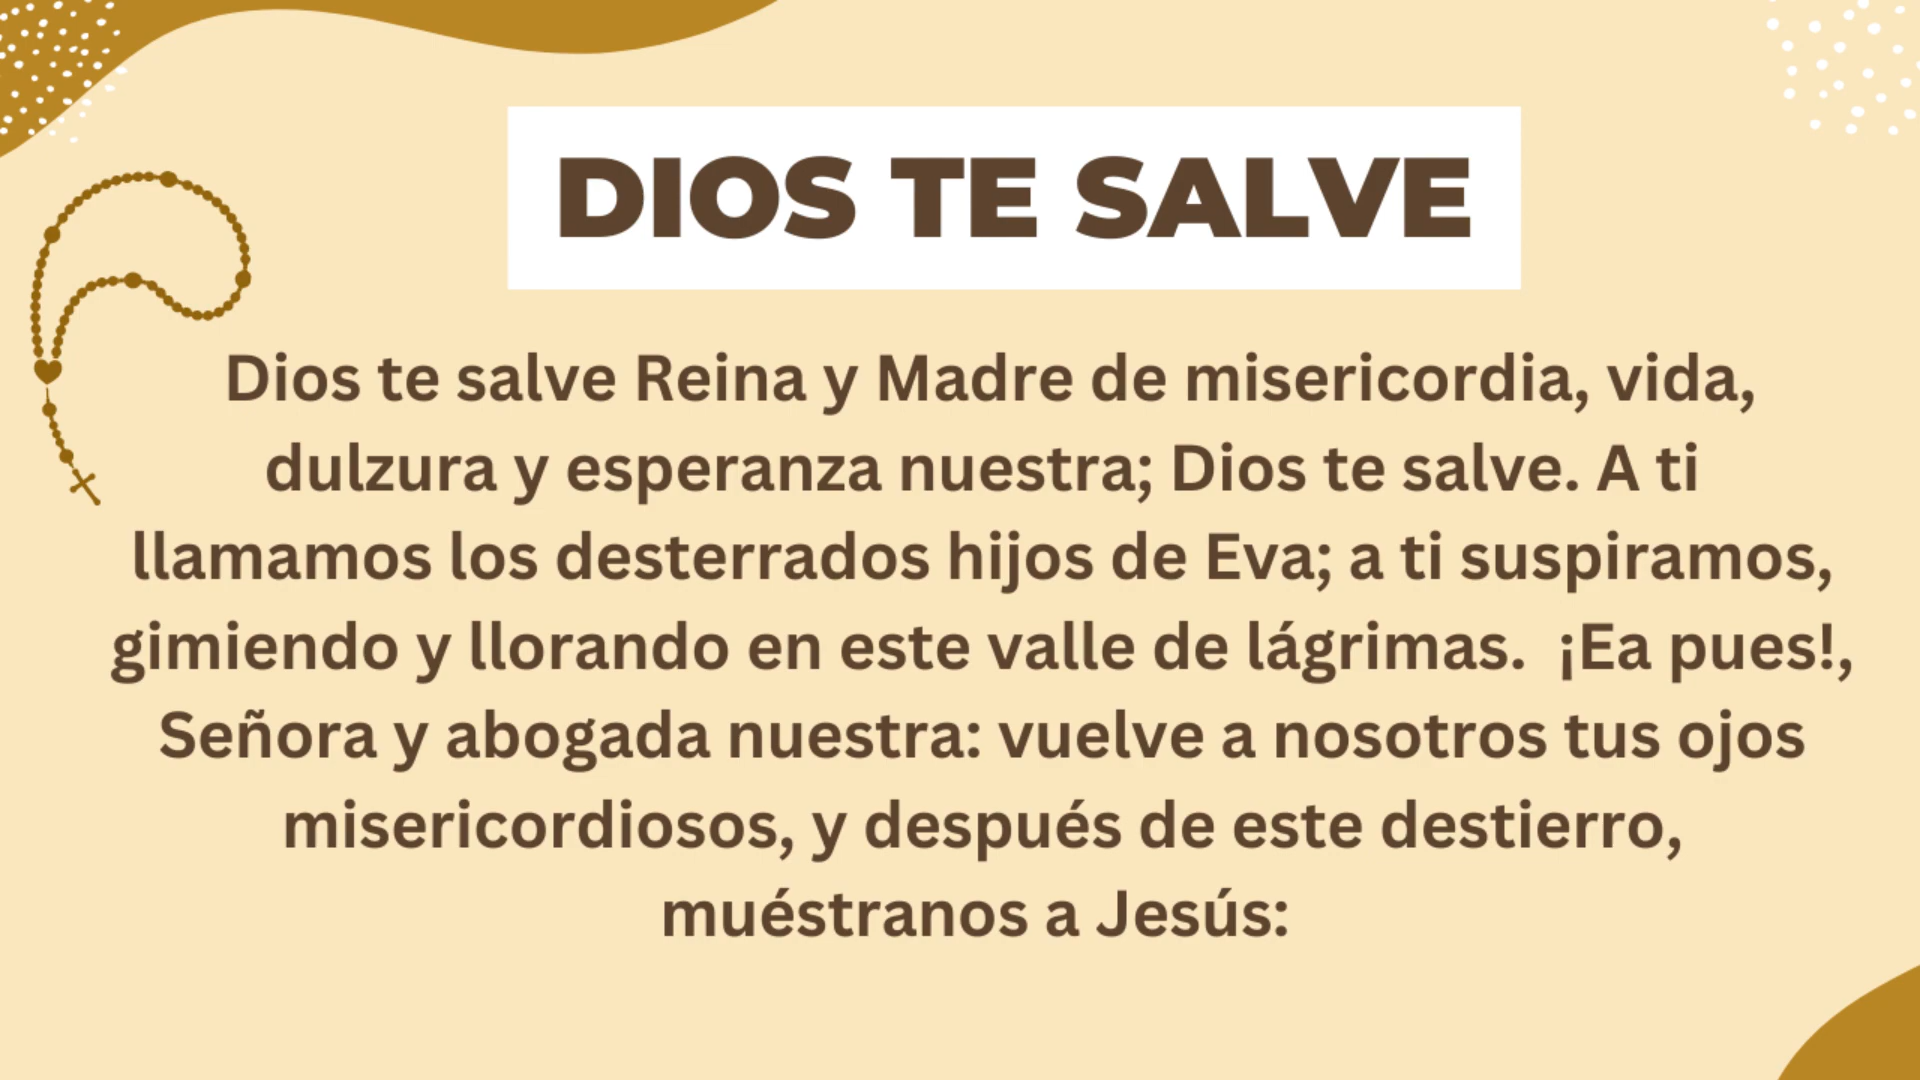 DIOS TE SALVE
Dios te salve Reina y Madre de misericordia, vida,
dulzura y esperanza nuestra; Dios te salve. A ti
llamamos los desterrados hijos de Eva; a ti suspiramos,
gimiendo y llorando en este valle de lágrimas.  ¡Ea pues!,
Señora y abogada nuestra: vuelve a nosotros tus ojos
misericordiosos, y después de este destierro,
muéstranos a Jesús: